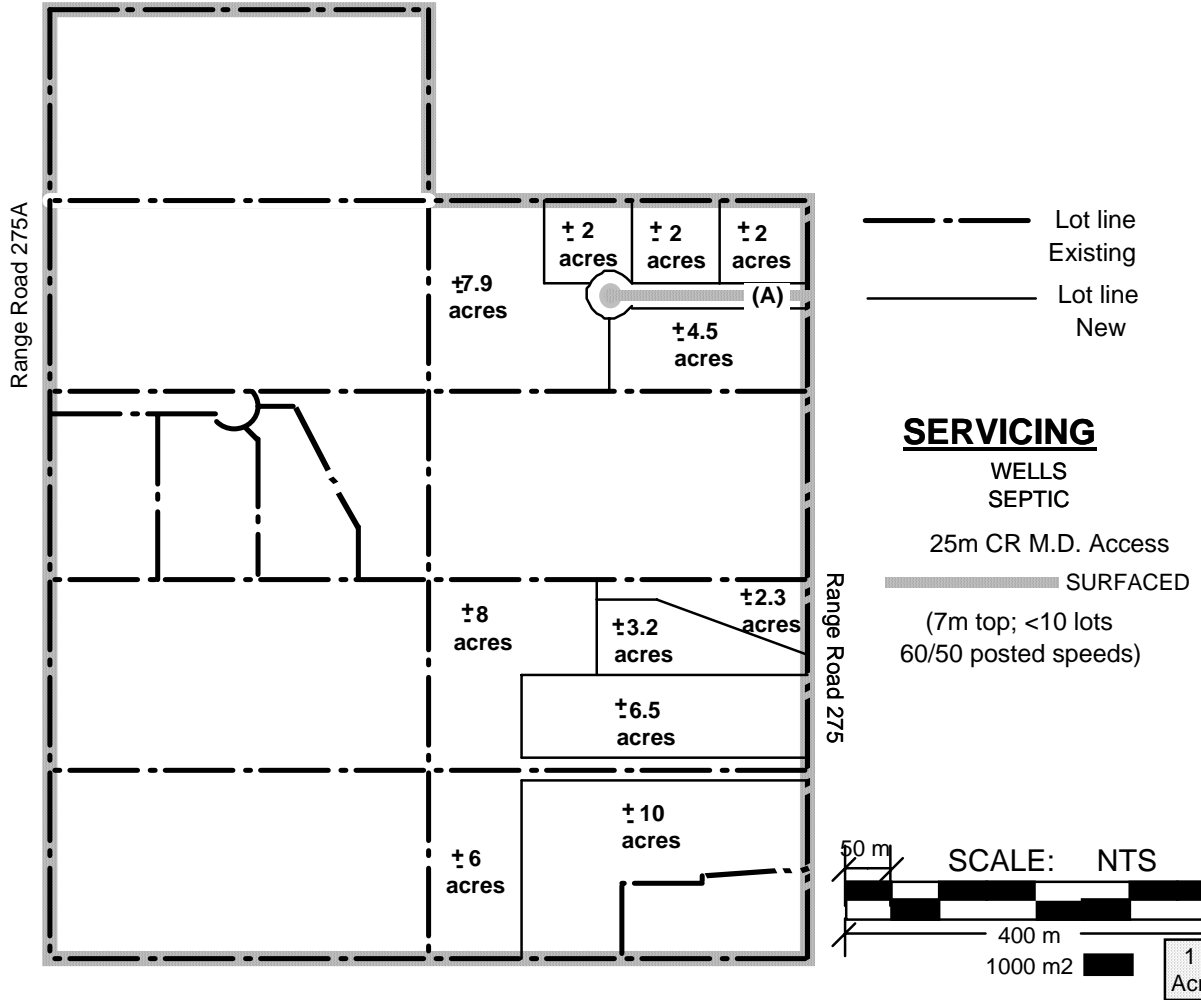 Range Road 275A
± 2
acres
± 2
acres
± 2
acres
±7.9
acres
(A)
±4.5
acres
±8
acres
±2.3
acres
±3.2
acres
±6.5
acres
± 10
acres
± 6
acres
Range Road 275
Lot line
Existing
Lot line
New
SERVICING
WELLS
SEPTIC
25m CR M.D. Access
SURFACED
(7m top; <10 lots
60/50 posted speeds)
50 m
SCALE: NTS
400 m
1000 m2
1